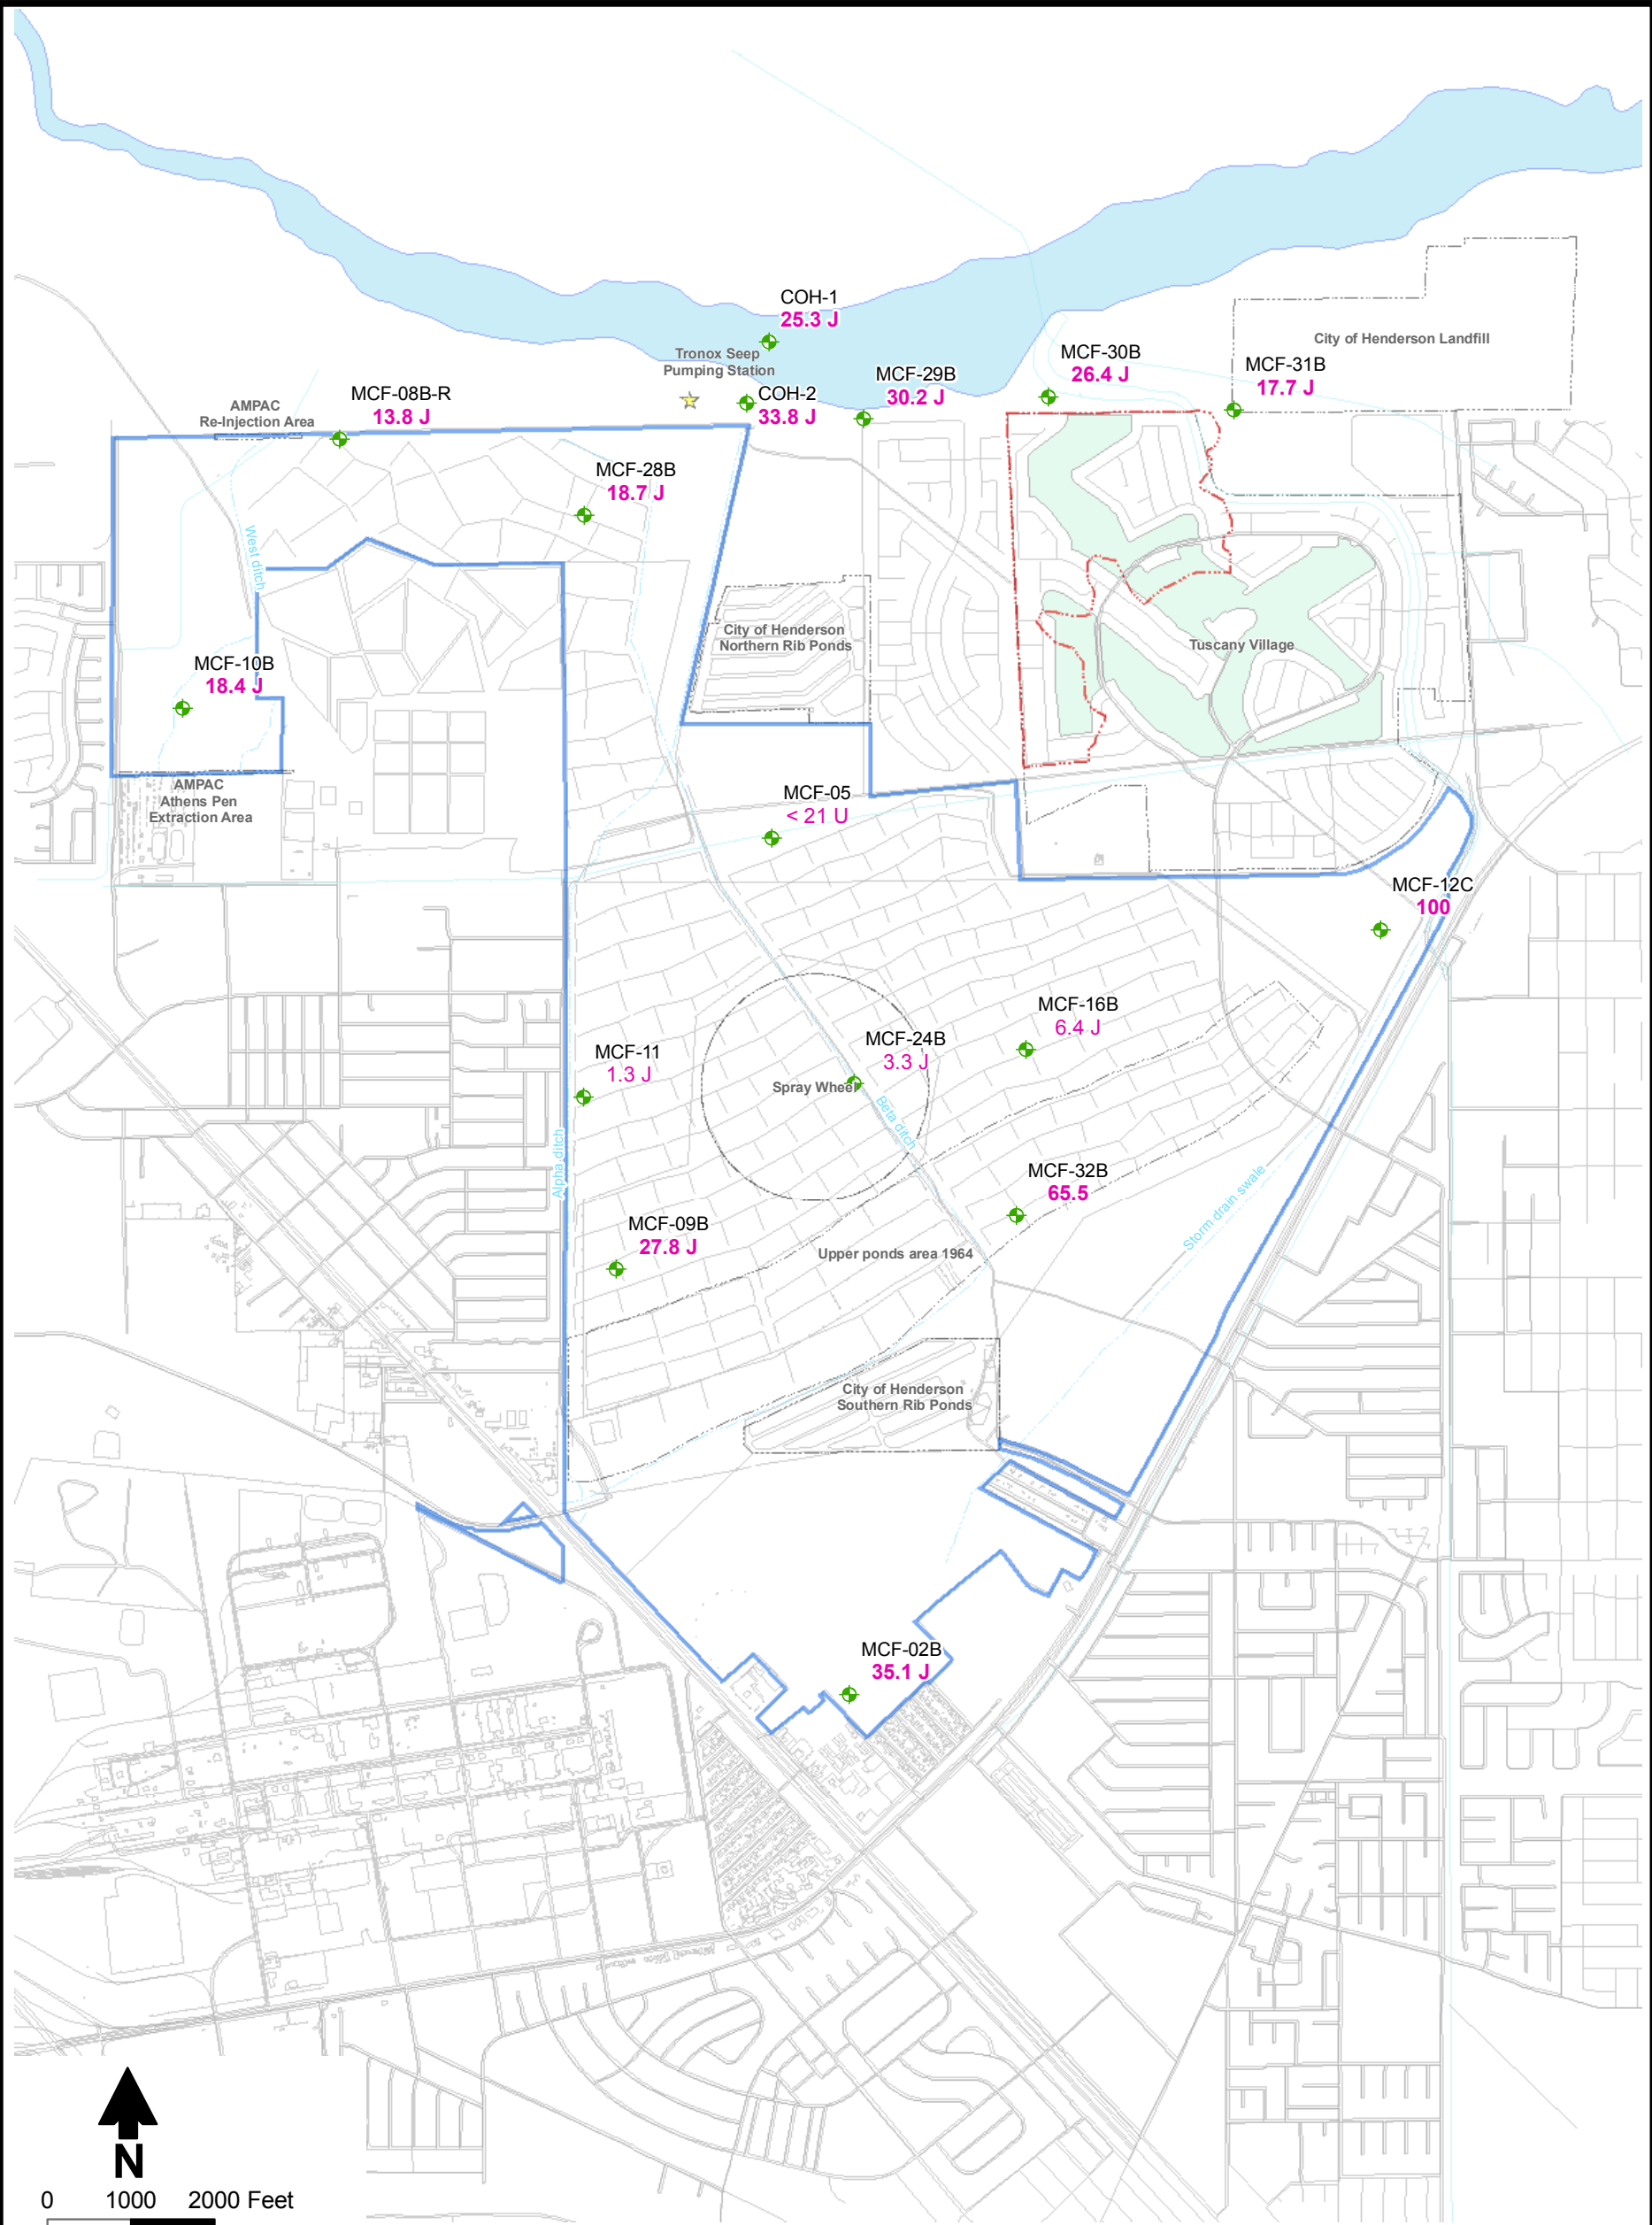 COH-1
25.3 J
City of Henderson Landfill
Tronox Seep
Pumping Station
MCF-30B
26.4 J
MCF-31B
17.7 J
MCF-29B
30.2 J
COH-2
33.8 J
MCF-08B-R
13.8 J
AMPAC
Re-Injection Area
MCF-28B
18.7 J
West ditch
City of Henderson
Northern Rib Ponds
Tuscany Village
MCF-10B
18.4 J
AMPAC
Athens Pen
Extraction Area
MCF-05
< 21 U
MCF-12C
100
MCF-16B
6.4 J
MCF-24B
3.3 J
MCF-11
1.3 J
Spray Wheel
Beta ditch
Alpha ditch
MCF-32B
65.5
Storm drain swale
MCF-09B
27.8 J
Upper ponds area 1964
City of Henderson
Southern Rib Ponds
MCF-02B
35.1 J
N
0 1000 2000 Feet